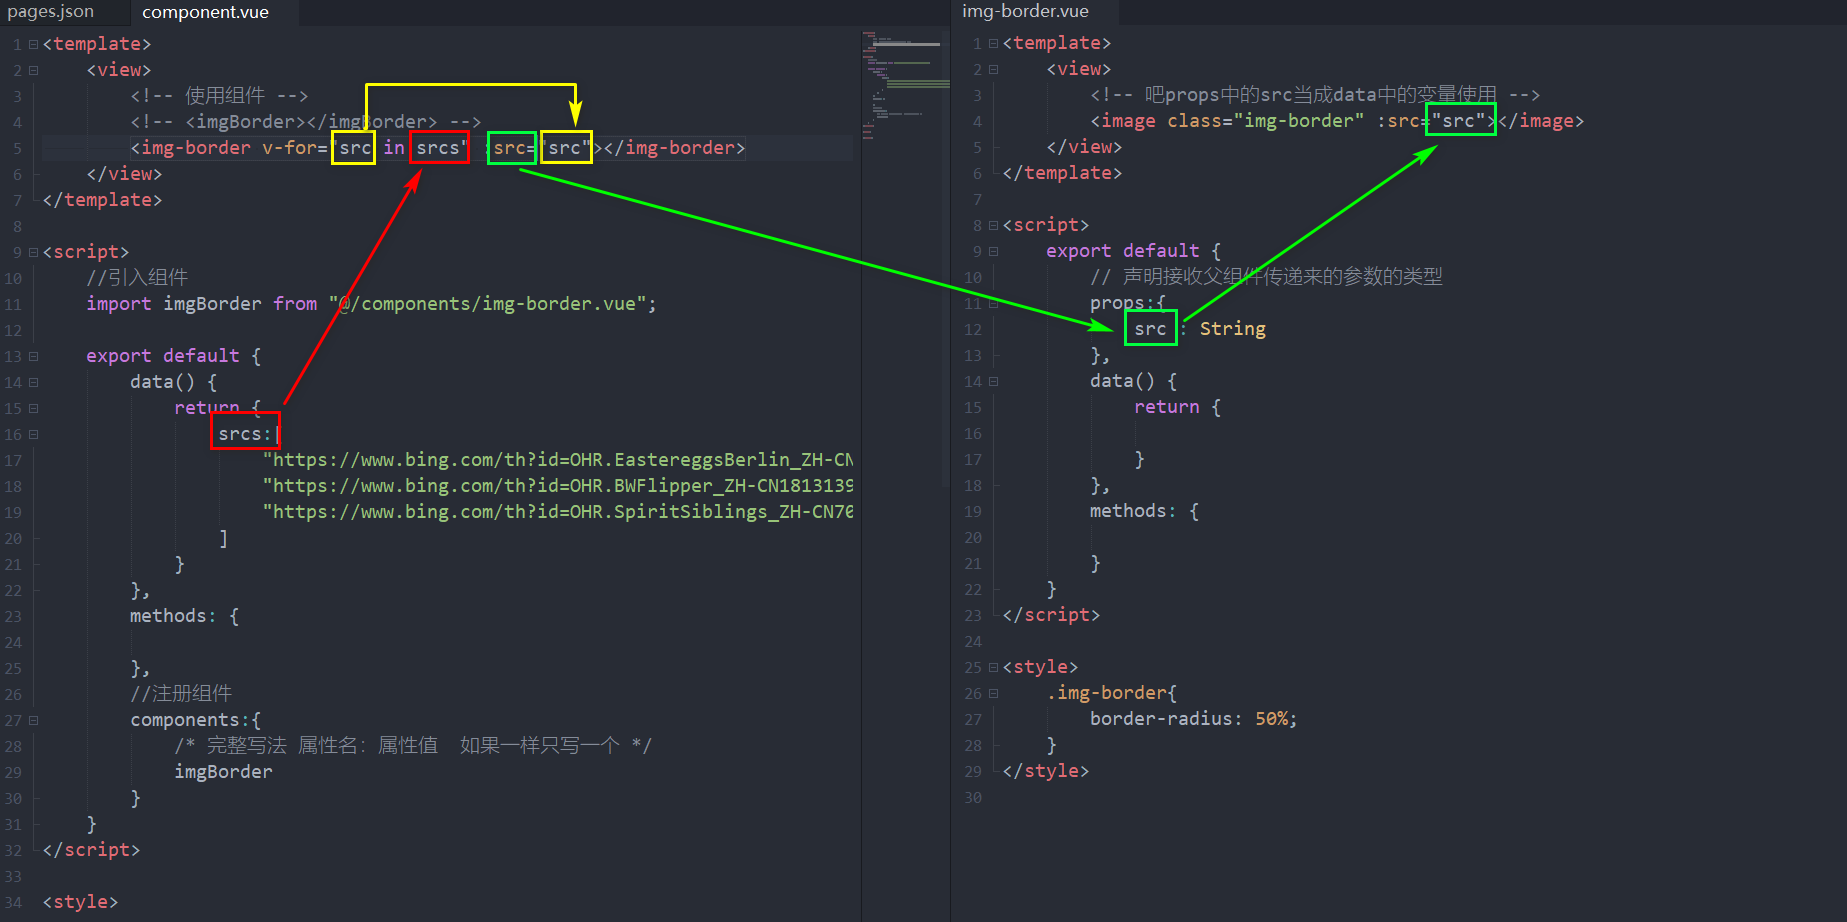 pages.json
component.vue
1 <template>
2 <view>
3 <!-- 使用组件 -->
4 <!-- <imgBorder></imgBorder> -->
5 <img-border v-for="src in srcs" :src="src"></img-border>
6 </view>
7 </template>
8
9 <script>
10 //引入组件
11 import imgBorder from "@/components/img-border.vue";
12
13 export default {
14 data() {
15 return {
16 srcs:[
17 "https://www.bing.com/th?id=OHR.EastereggsBerlin_ZH-CN
18 "https://www.bing.com/th?id=OHR.BWFlipper_ZH-CN1813139
19 "https://www.bing.com/th?id=OHR.SpiritSiblings_ZH-CN70
20 ]
21 }
22 },
23 methods: {
24
25 },
26 //注册组件
27 components:{
28 /* 完整写法 属性名: 属性值 如果一样只写一个 */
29 imgBorder
30 }
31 }
32 </script>
33
34 <style>
img-border.vue
1 <template>
2 <view>
3 <!-- 吧props中的src当成data中的变量使用 -->
4 <image class="img-border" :src="src"></image>
5 </view>
6 </template>
7
8 <script>
9 export default {
10 // 声明接收父组件传递来的参数的类型
11 props:{
12 src : String
13 },
14 data() {
15 return {
16
17 }
18 },
19 methods: {
20
21 }
22 }
23 </script>
24
25 <style>
26 .img-border{
27 border-radius: 50%;
28 }
29 </style>
30